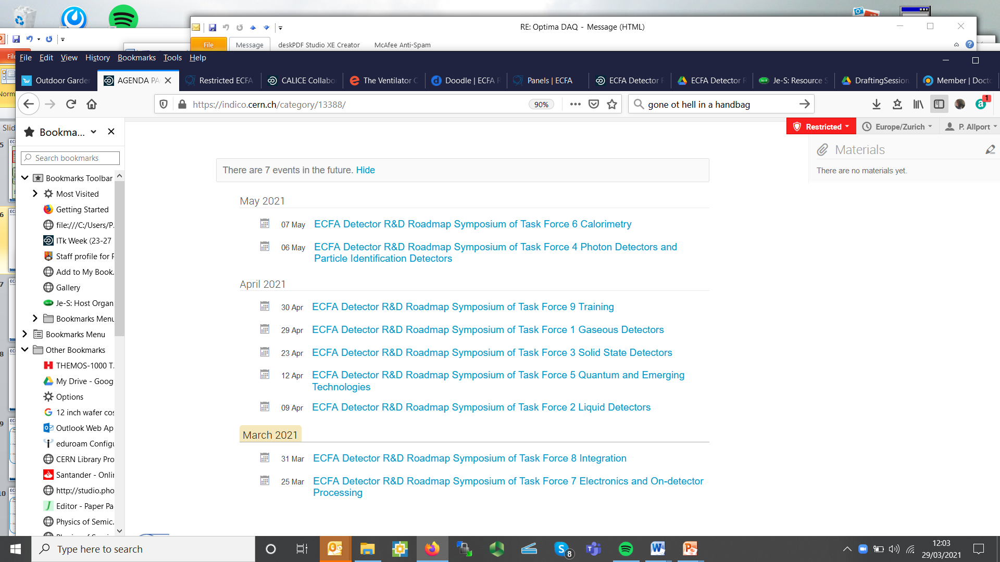 RE: Optima DAQ - Message (HTML)
File
Message
deskPDF Studio XE Creator
McAfee Anti-Spam
File
File Edit View History Bookmarks Tools Help
Outdoor Garde
AGENDA PA
Restricted ECFA
CALICE Collabo
The Ventilator
Doodle | ECFA
Panels | ECFA
ECFA Detector
ECFA Detector
Je-S: Resource
DraftingSession
Member | Docto
https://indico.cern.ch/category/13388/
90%
gone ot hell in a handbag
1
Restricted
Europe/Zurich
P. Allport
Bookma...
Search bookmarks
Bookmarks Toolbar
Most Visited
Getting Started
file:///C:/Users/P.
ITk Week (23-27
Staff profile for P
Add to My Book.
Gallery
Je-S: Host Organ
Bookmarks Menu
Bookmarks Menu
Other Bookmarks
THEMOS-1000 T.
My Drive - Goog
Options
12 inch wafer cos
Outlook Web Ap
eduroam Configu
CERN Library Pro
Santander - Onlin
http://studio.pho
Editor - Paper Pa
Physics of Semic.
Materials
There are no materials yet.
There are 7 events in the future. Hide
May 2021
07 May ECFA Detector R&D Roadmap Symposium of Task Force 6 Calorimetry
06 May ECFA Detector R&D Roadmap Symposium of Task Force 4 Photon Detectors and
Particle Identification Detectors
April 2021
30 Apr ECFA Detector R&D Roadmap Symposium of Task Force 9 Training
29 Apr ECFA Detector R&D Roadmap Symposium of Task Force 1 Gaseous Detectors
23 Apr ECFA Detector R&D Roadmap Symposium of Task Force 3 Solid State Detectors
12 Apr ECFA Detector R&D Roadmap Symposium of Task Force 5 Quantum and Emerging
Technologies
09 Apr ECFA Detector R&D Roadmap Symposium of Task Force 2 Liquid Detectors
March 2021
31 Mar ECFA Detector R&D Roadmap Symposium of Task Force 8 Integration
25 Mar ECFA Detector R&D Roadmap Symposium of Task Force 7 Electronics and On-detector
Processing
Norm
Slid
5
6
7
8
9
10
Type here to search
8
12:03
29/03/2021